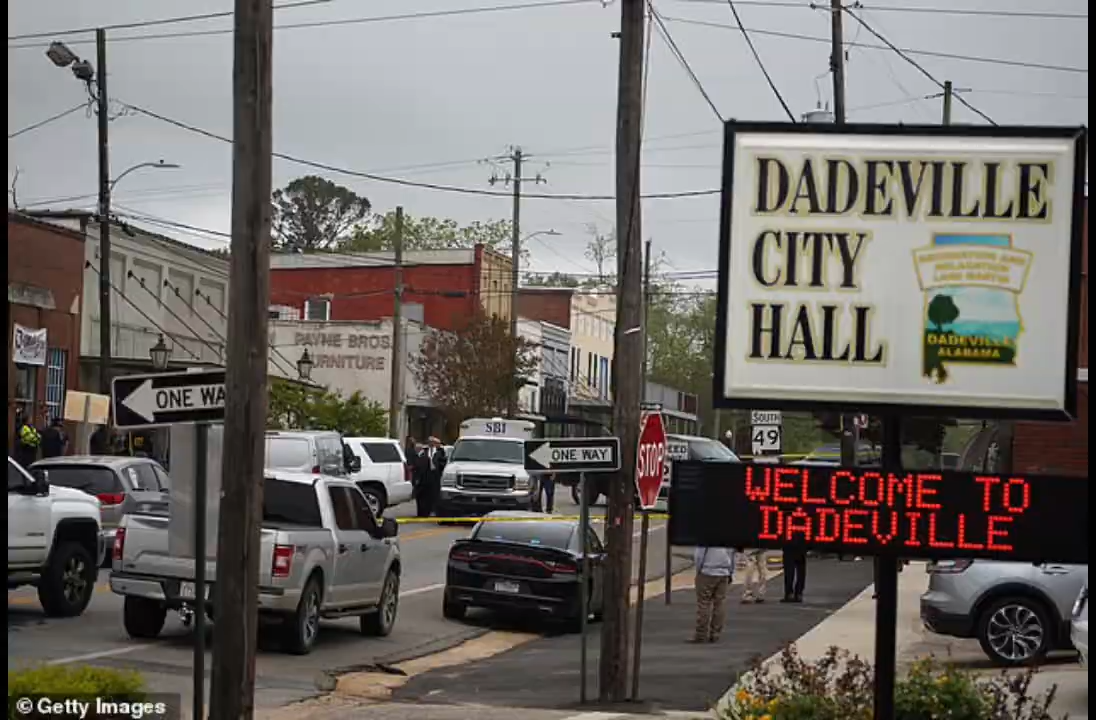 DADEVILLE
CITY
HALL
DADEVILLE
ALABAMA
PAYNE BROS.
FURNITURE
ONE WA
SBI
ONE WAY
STOP
SOUTH
49
WELCOME TO
DADEVILLE
©Getty Images